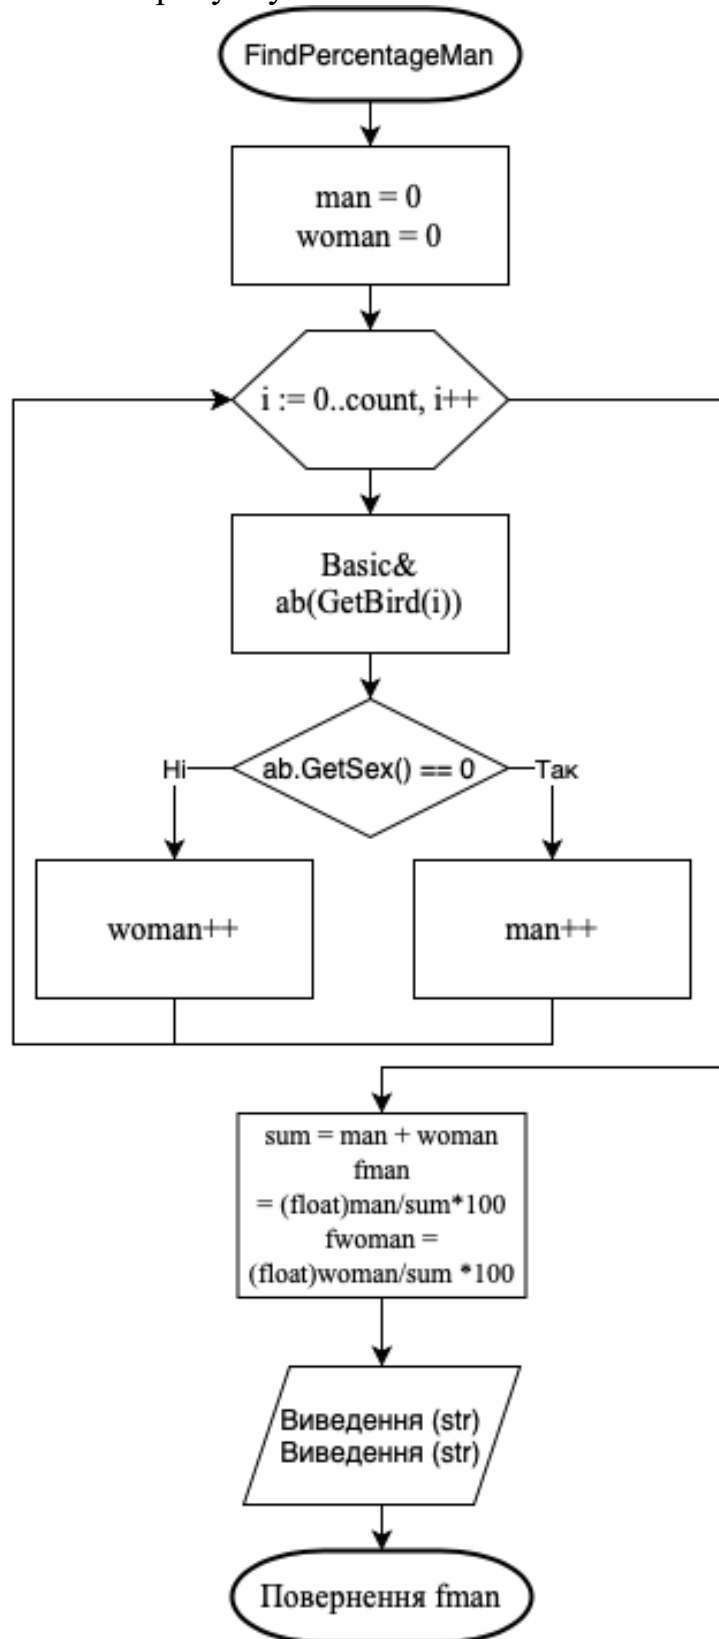 FindPercentageMan
man = 0
woman = 0
i := 0..count, i++
Basic&
ab(GetBird(i))
ab.GetSex() == 0
Ні
Так
woman++
man++
sum = man + woman
fman
= (float)man/sum*100
fwoman =
(float)woman/sum *100
Виведення (str)
Виведення (str)
Повернення fman